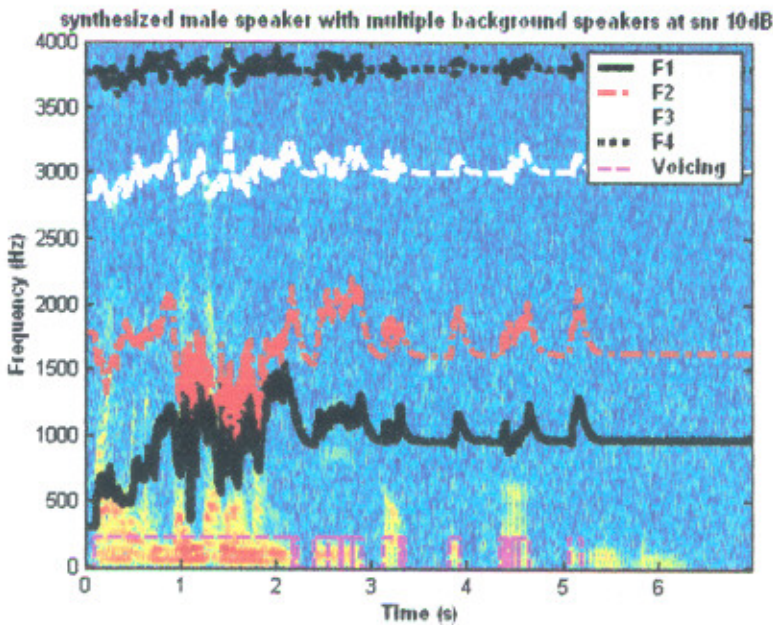 synthesized male speaker with multiple background speakers at snr 10dB
4000
3500
3000
2500
2000
1500
1000
500
0
Frequency (Hz)
F1
F2
F3
F4
Voicing
0 1 2 3 4 5 6
Time (s)